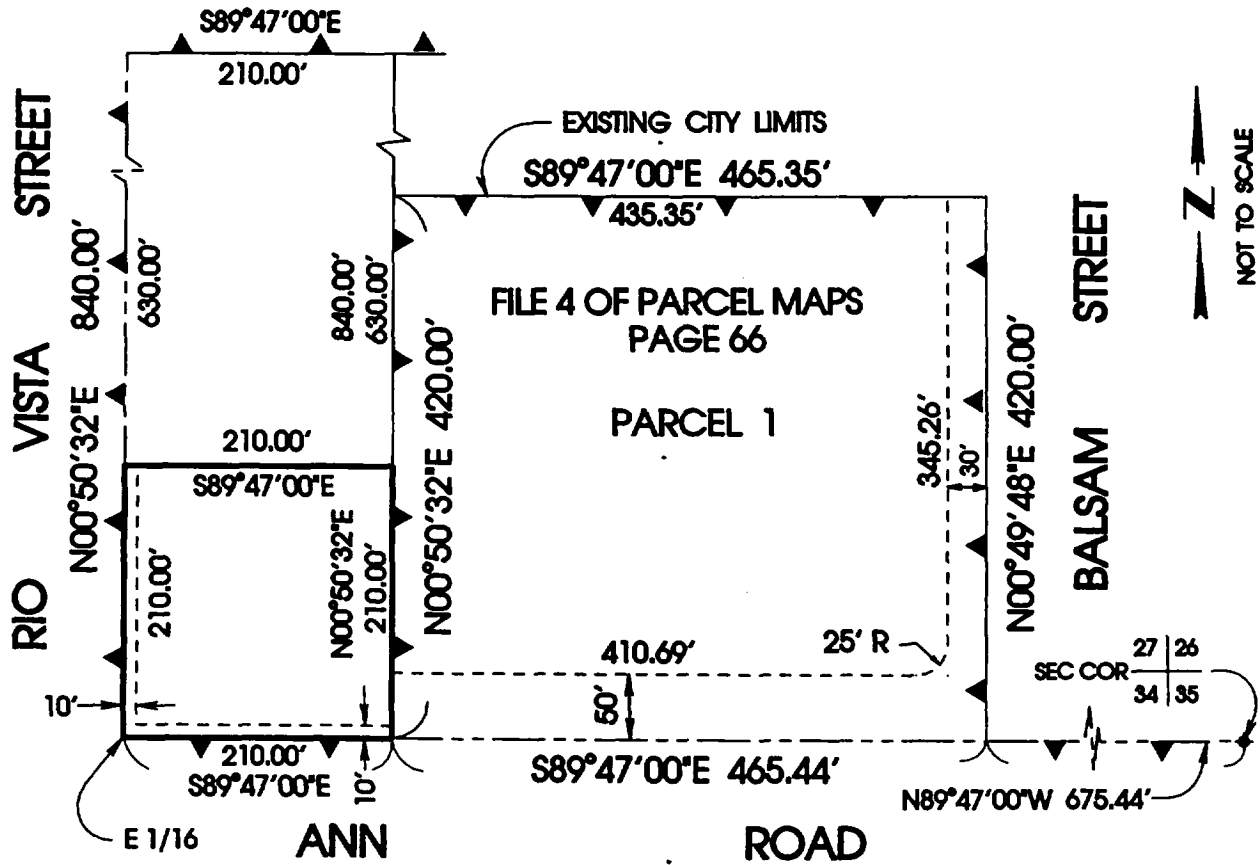 S89°47'00"E
210.00'
EXISTING CITY LIMITS
S89°47'00"E 465.35'
435.35'
RIO VISTA STREET
N00°50'32"E 840.00'
630.00'
840.00'
630.00'
N00°50'32"E 420.00'
FILE 4 OF PARCEL MAPS
PAGE 66
PARCEL 1
345.26'
30'
N00°49'48"E 420.00'
BALSAM STREET
Z
NOT TO SCALE
210.00'
S89°47'00"E
210.00'
N00°50'32"E
210.00'
410.69'
25' R
50'
SEC COR
27 26
34 35
10'
210.00'
S89°47'00"E
10'
S89°47'00"E 465.44'
N89°47'00"W 675.44'
E 1/16
ANN ROAD